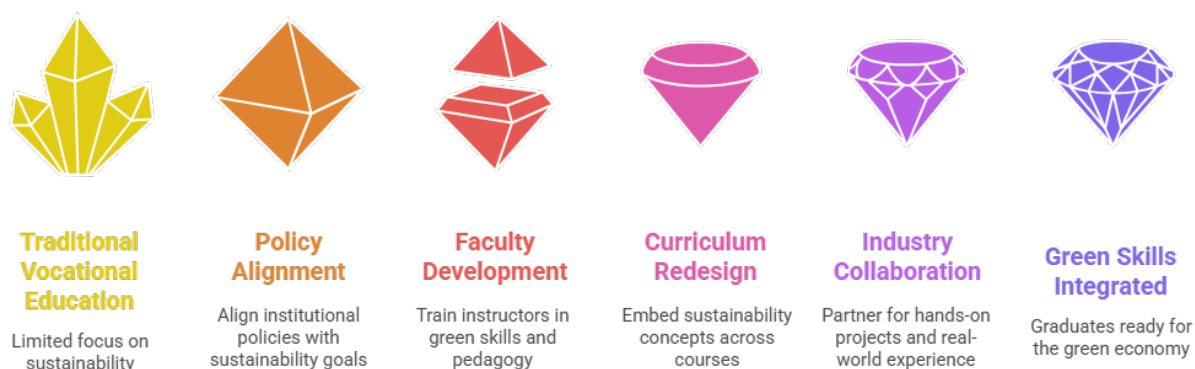 Traditional
Vocational
Education
Limited focus on
sustainability
Policy
Alignment
Align institutional
policies with
sustainability goals
Faculty
Development
Train instructors in
green skills and
pedagogy
Curriculum
Redesign
Embed sustainability
concepts across
courses
Industry
Collaboration
Partner for hands-on
projects and real-
world experience
Green Skills
Integrated
Graduates ready for
the green economy